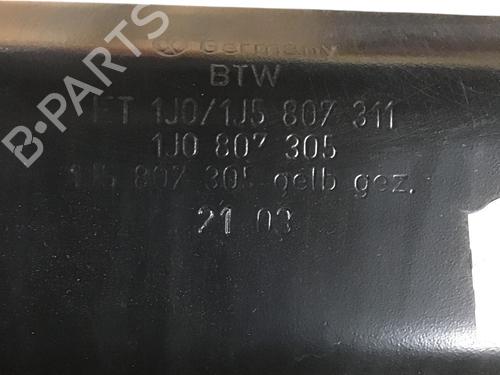 Germany
BTW
ET 1J0/1J5 807 311
1J0 807 305
1J5 807 305 gelb gez.
21 03
B-PARTS